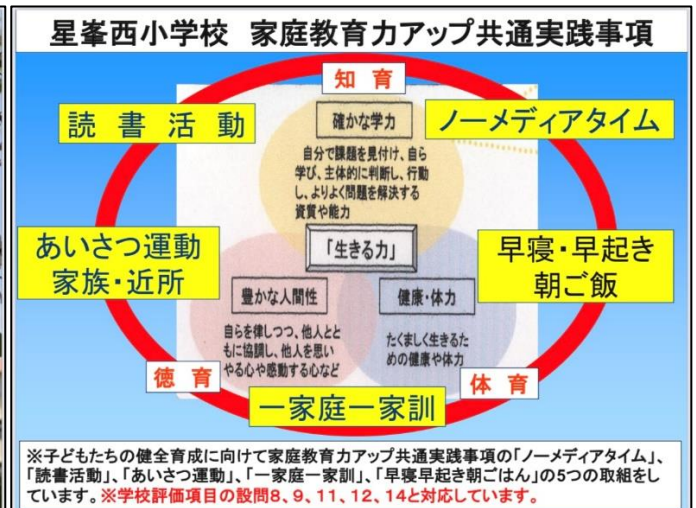 星峯西小学校 家庭教育力アップ共通実践事項
知 育
読 書 活 動
ノーメディアタイム
確かな学力
自分で課題を見付け、自ら
学び、主体的に判断し、行動
し、よりよく問題を解決する
資質や能力
あいさつ運動
家族・近所
「生きる力」
早寝・早起き
朝ご飯
豊かな人間性
自らを律しつつ、他人とと
もに協調し、他人を思い
やる心や感動する心など
健康・体力
たくましく生きるた
めの健康や体力
徳 育
体 育
一家庭一家訓
※子どもたちの健全育成に向けて家庭教育力アップ共通実践事項の「ノーメディアタイム」、
「読書活動」、「あいさつ運動」、「一家庭一家訓」、「早寝早起き朝ごはん」の5つの取組をし
ています。※学校評価項目の設問8、9、11、12、14と対応しています。